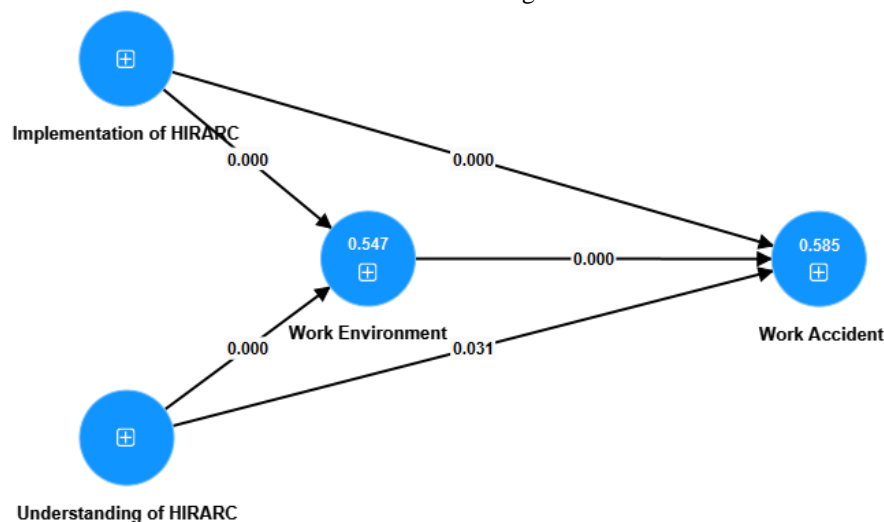 Implementation of HIRARC
0.000
0.000
0.547
0.000
0.585
Work Environment
Work Accident
0.000
0.031
Understanding of HIRARC